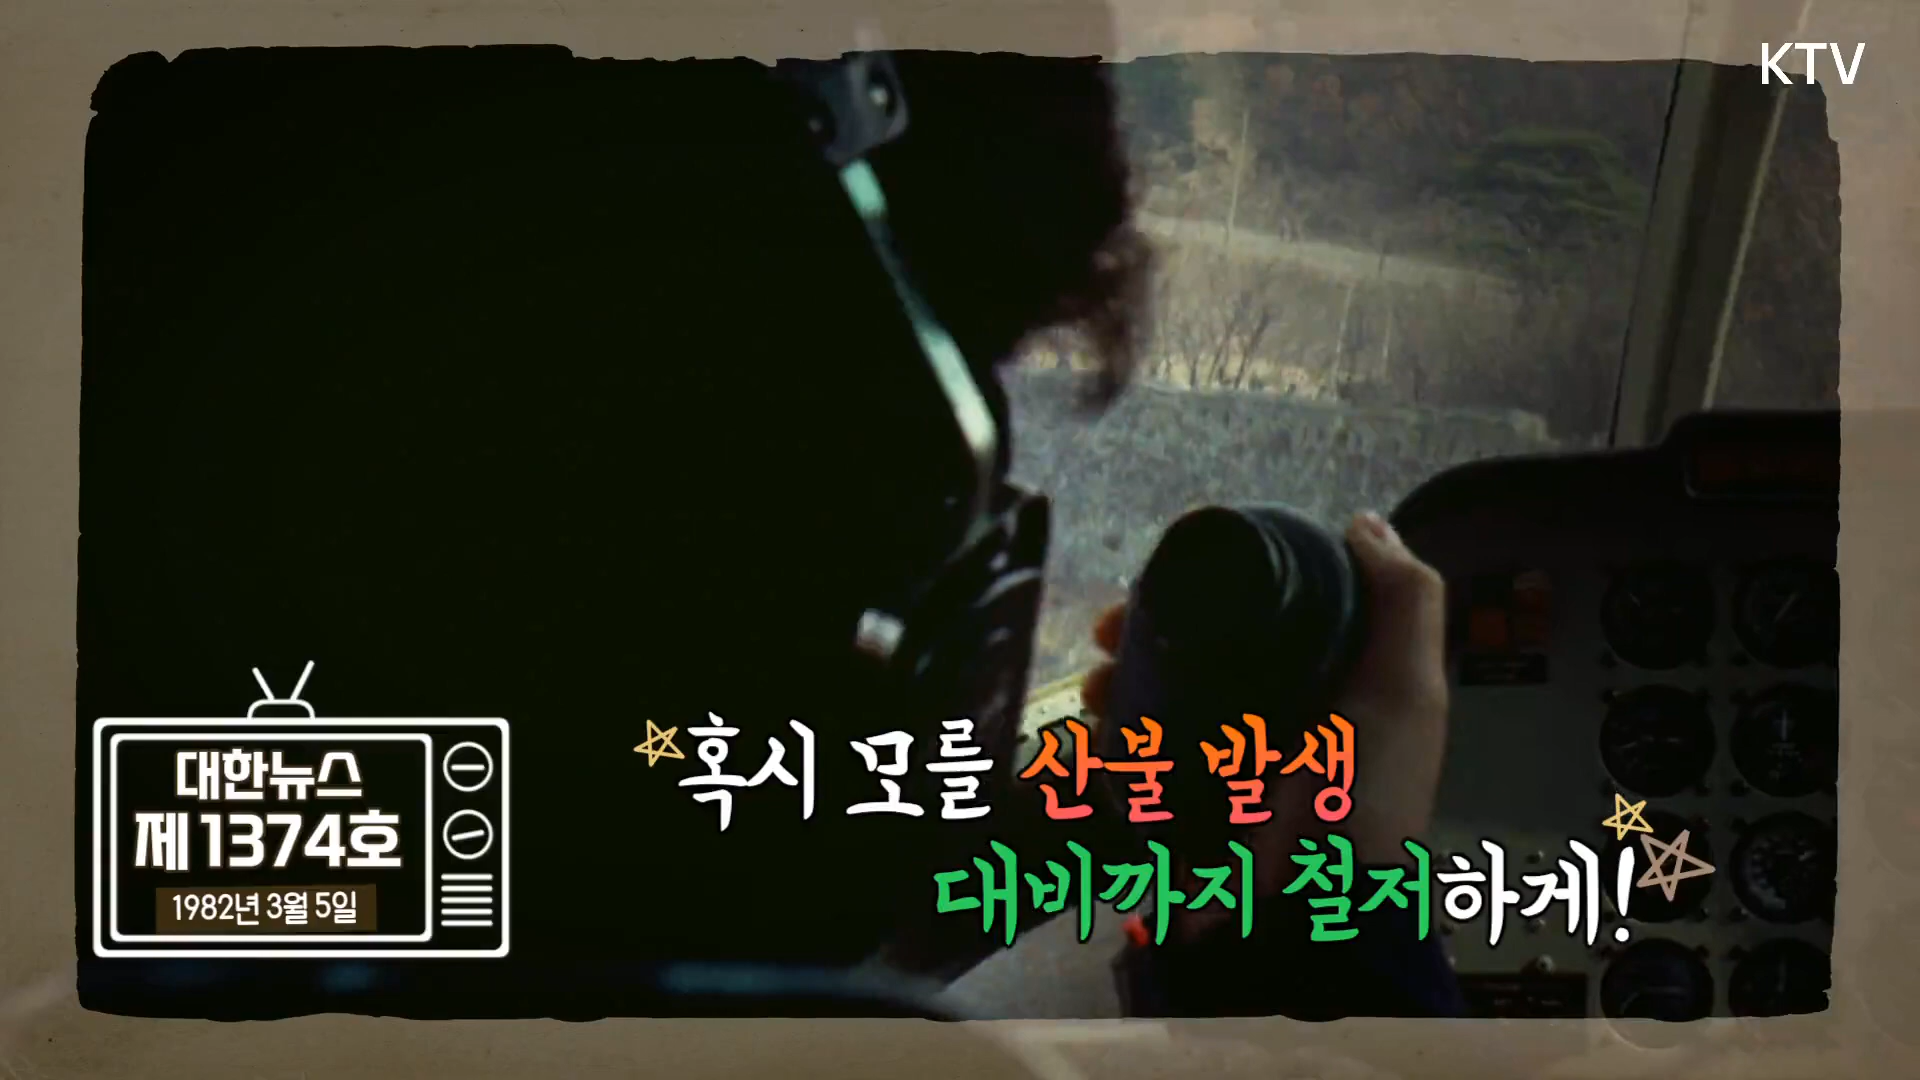 KTV
대한뉴스
제1374호
1982년 3월 5일
혹시 모를 산불 발생
대비까지 철저하게!